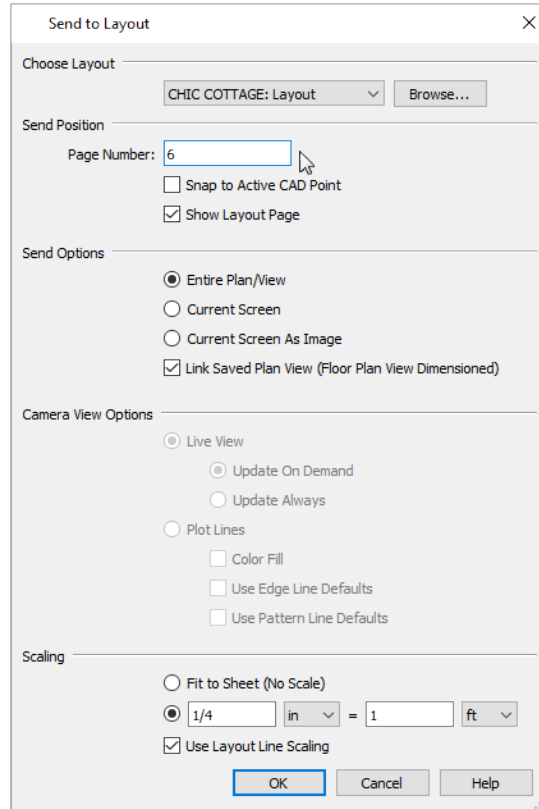 Send to Layout
Choose Layout
CHIC COTTAGE: Layout Browse...
Send Position
Page Number: 6
Snap to Active CAD Point
Show Layout Page
Send Options
Entire Plan/View
Current Screen
Current Screen As Image
Link Saved Plan View (Floor Plan View Dimensioned)
Camera View Options
Live View
Update On Demand
Update Always
Plot Lines
Color Fill
Use Edge Line Defaults
Use Pattern Line Defaults
Scaling
Fit to Sheet (No Scale)
1/4 in = 1 ft
Use Layout Line Scaling
OK Cancel Help